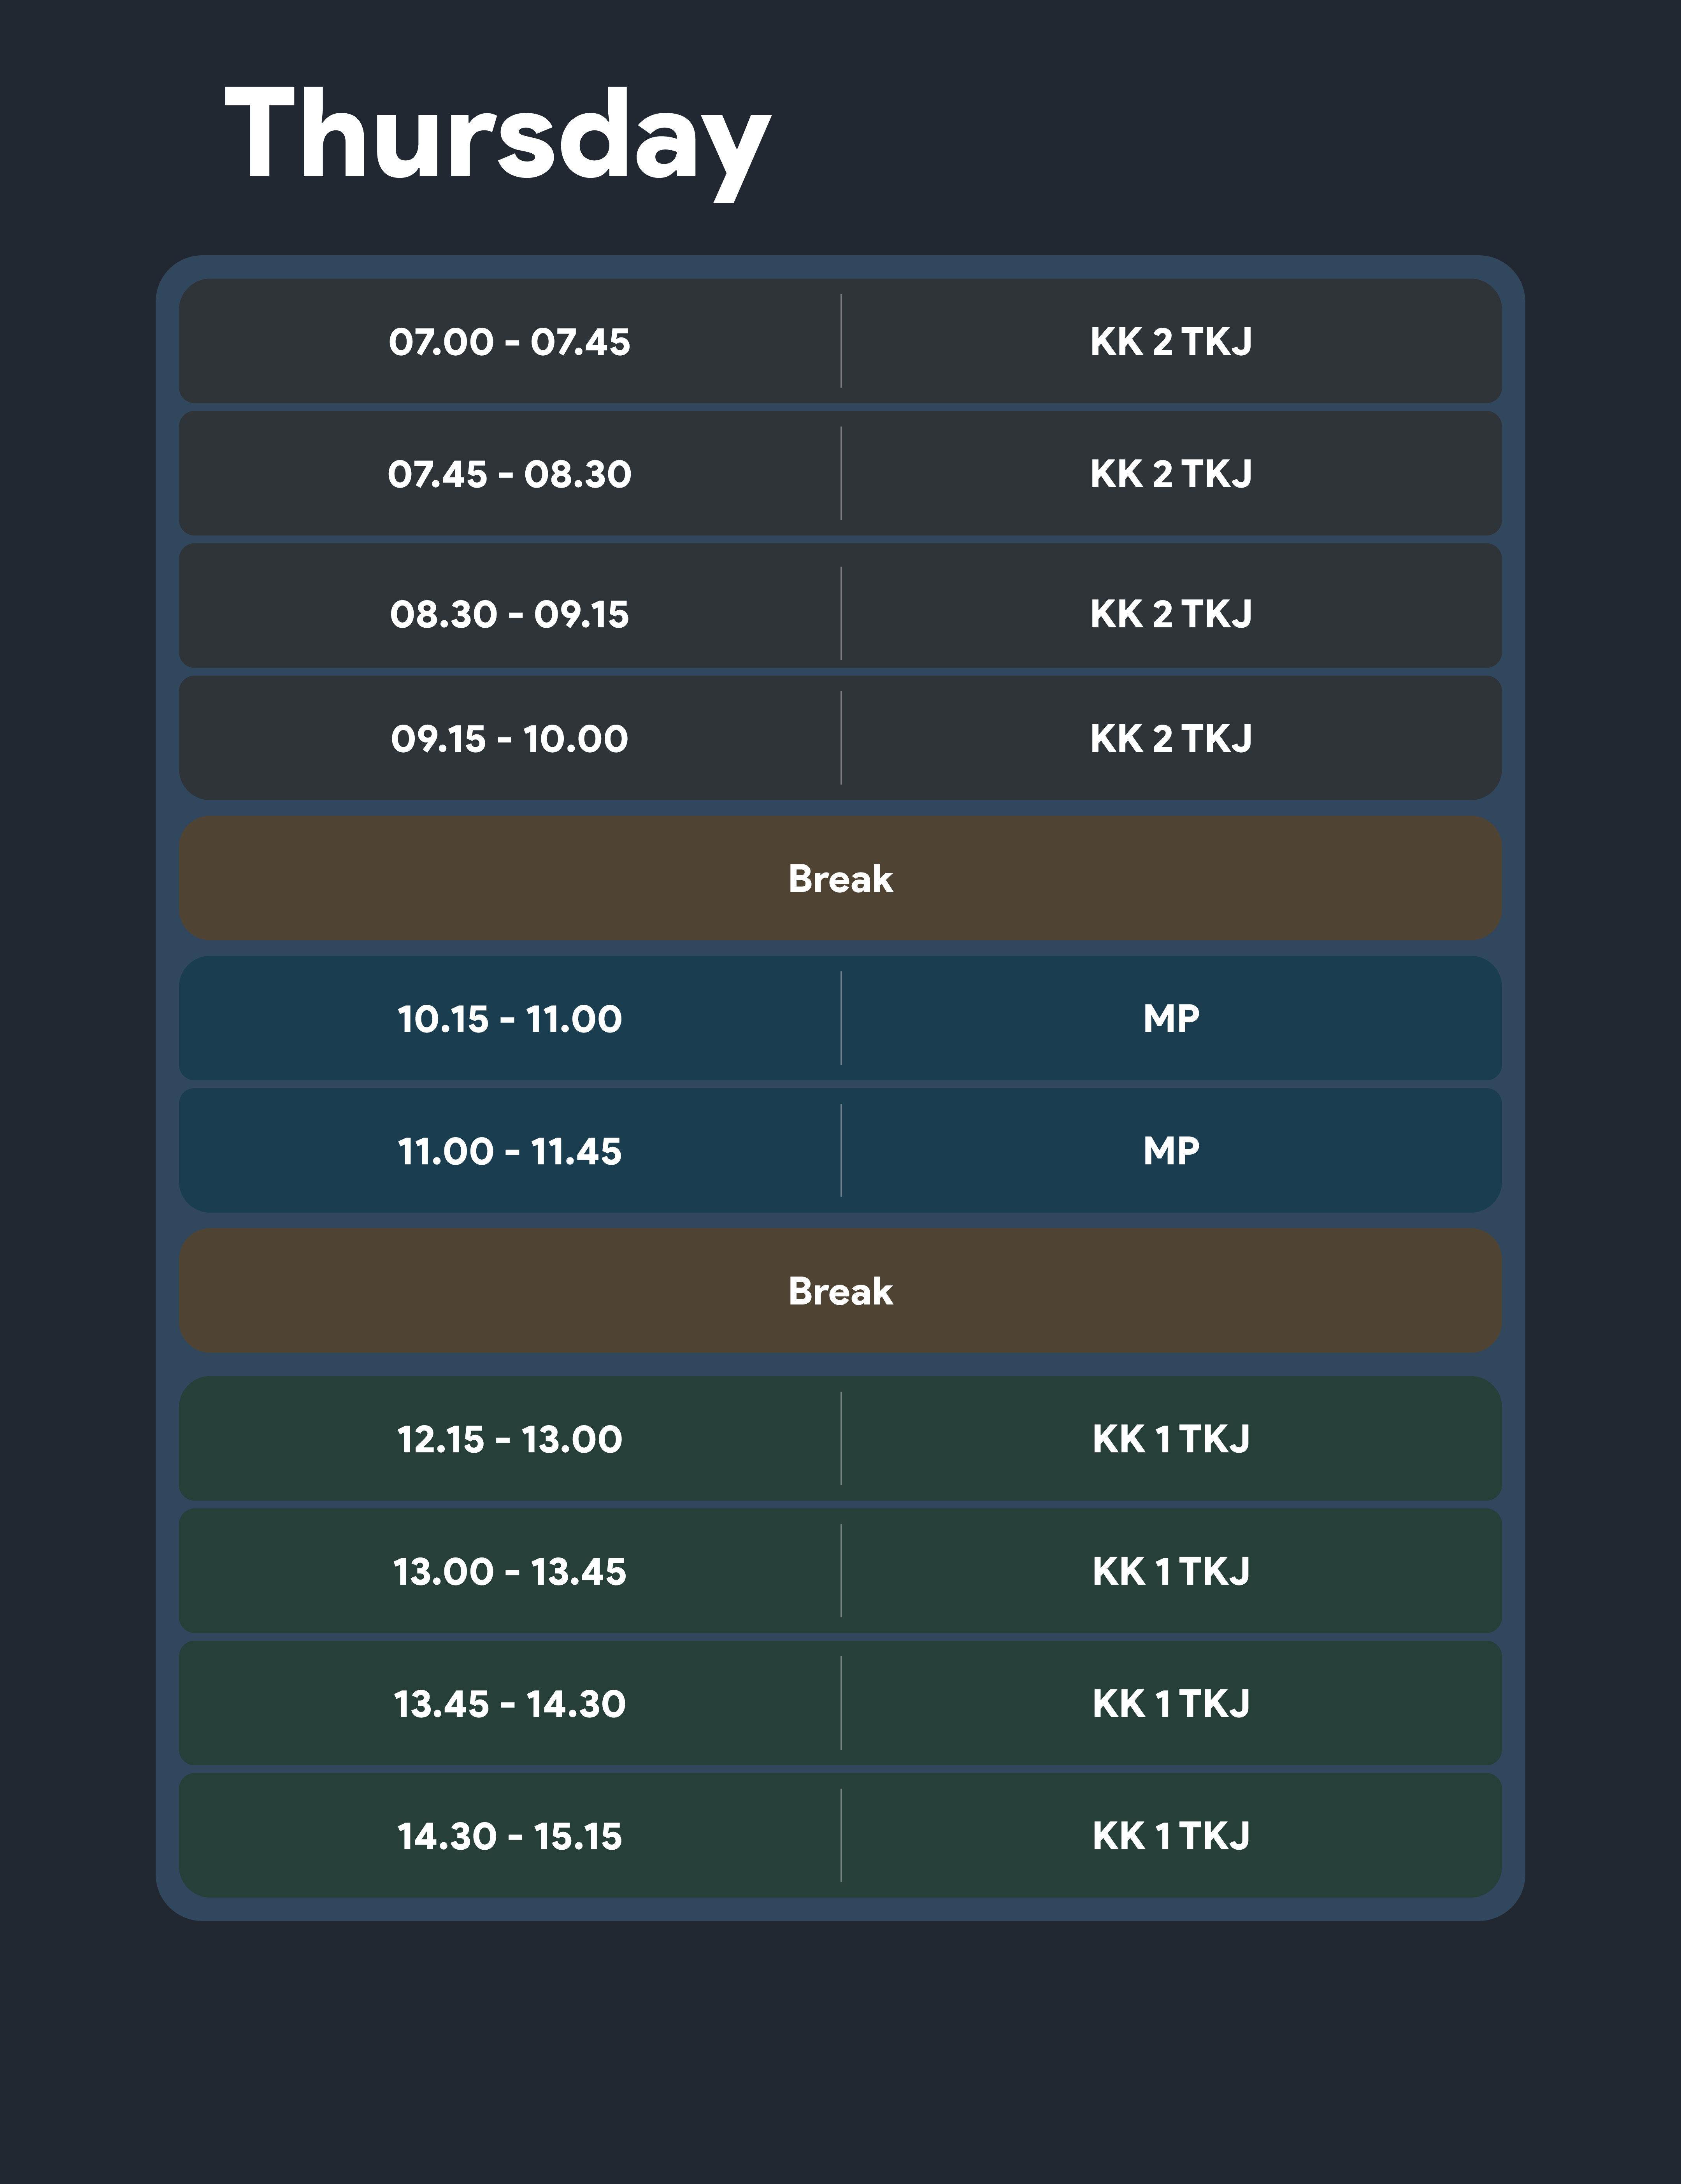 Thursday
07.00 - 07.45 KK 2 TKJ
07.45 - 08.30 KK 2 TKJ
08.30 - 09.15 KK 2 TKJ
09.15 - 10.00 KK 2 TKJ
Break
10.15 - 11.00 MP
11.00 - 11.45 MP
Break
12.15 - 13.00 KK 1 TKJ
13.00 - 13.45 KK 1 TKJ
13.45 - 14.30 KK 1 TKJ
14.30 - 15.15 KK 1 TKJ